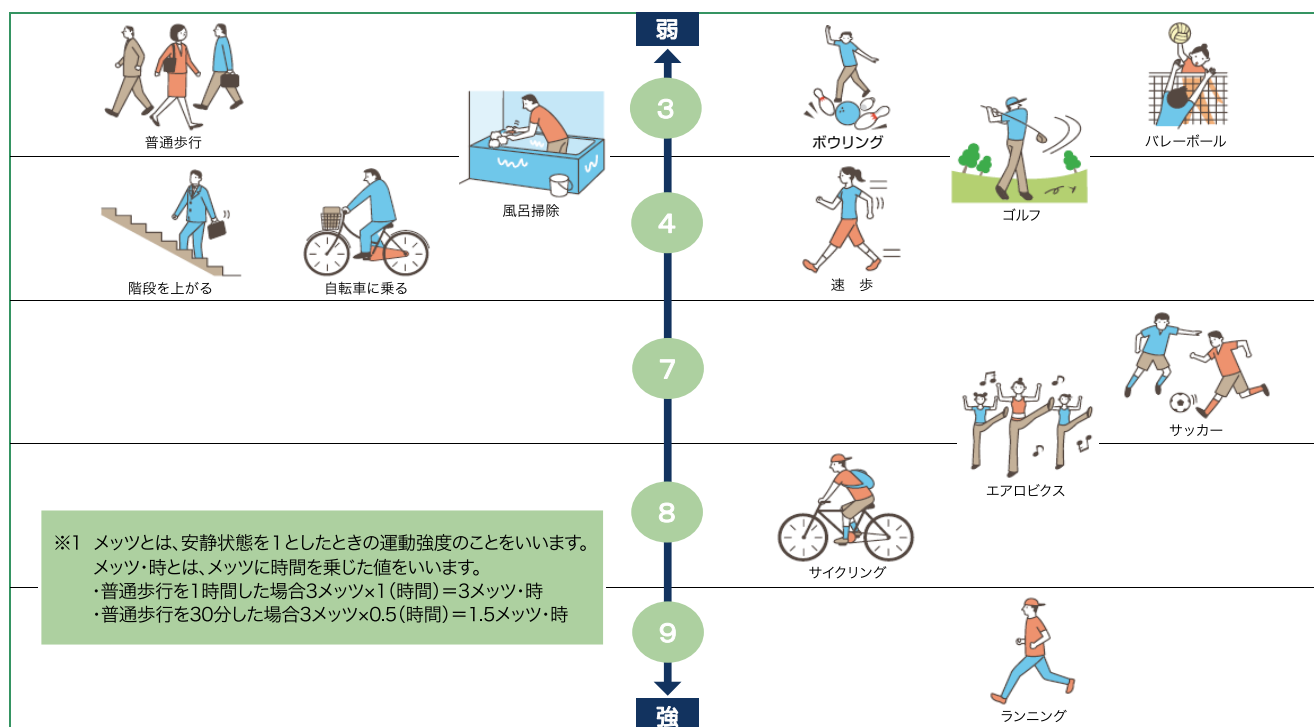 弱
3
普通歩行
ボウリング
バレーボール
風呂掃除
ゴルフ
4
階段を上がる
自転車に乗る
速　歩
7
サッカー
エアロビクス
8
サイクリング
※1　メッツとは、安静状態を1としたときの運動強度のことをいいます。
メッツ・時とは、メッツに時間を乗じた値をいいます。
・普通歩行を1時間した場合3メッツ×1（時間）＝3メッツ・時
・普通歩行を30分した場合3メッツ×0.5（時間）＝1.5メッツ・時
9
ランニング
強